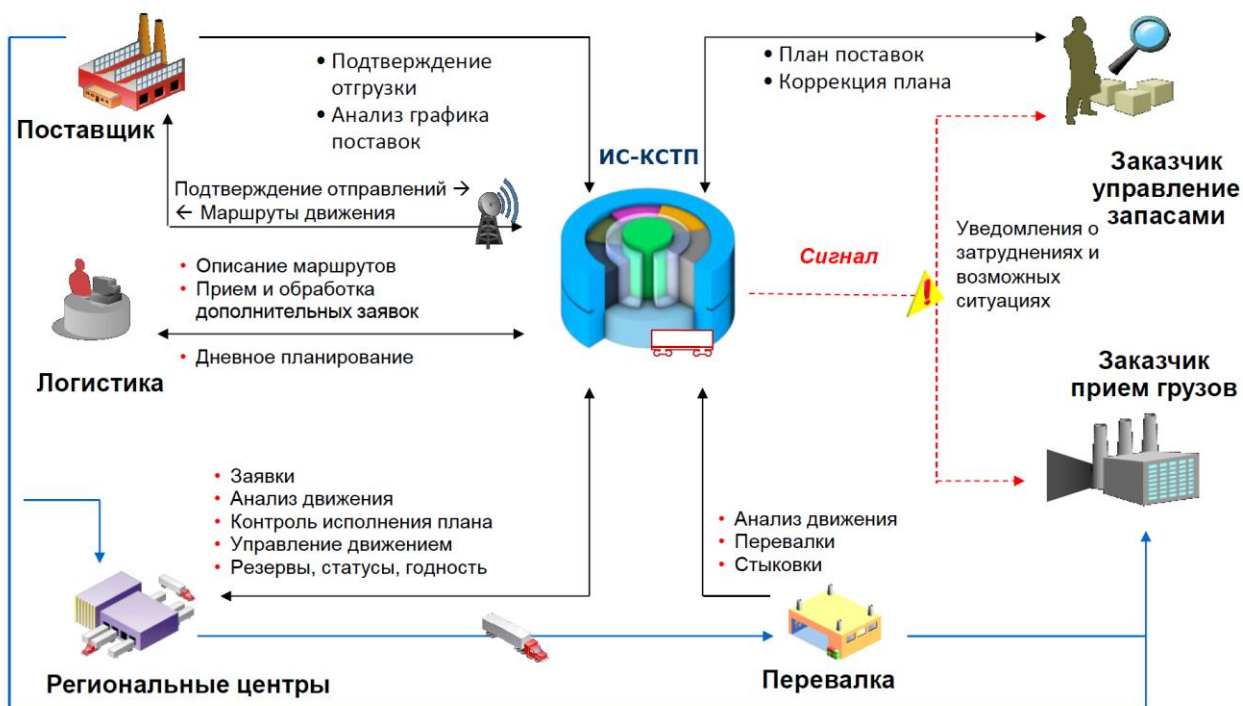 • Подтверждение
отгрузки
• Анализ графика
поставок
• План поставок
• Коррекция плана
Поставщик
ИС-КСТП
Заказчик
управление
запасами
Подтверждение отправлений →
← Маршруты движения
Сигнал
Уведомления о
затруднениях и
возможных
ситуациях
!
• Описание маршрутов
• Прием и обработка
дополнительных заявок
• Дневное планирование
Логистика
Заказчик
прием грузов
• Заявки
• Анализ движения
• Контроль исполнения плана
• Управление движением
• Резервы, статусы, годность
• Анализ движения
• Перевалки
• Стыковки
Региональные центры
Перевалка